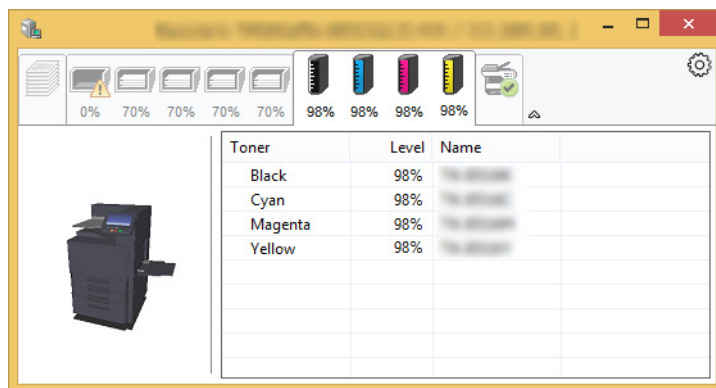 0% 70% 70% 70% 70% 98% 98% 98% 98%
Toner Level Name
Black 98%
Cyan 98%
Magenta 98%
Yellow 98%